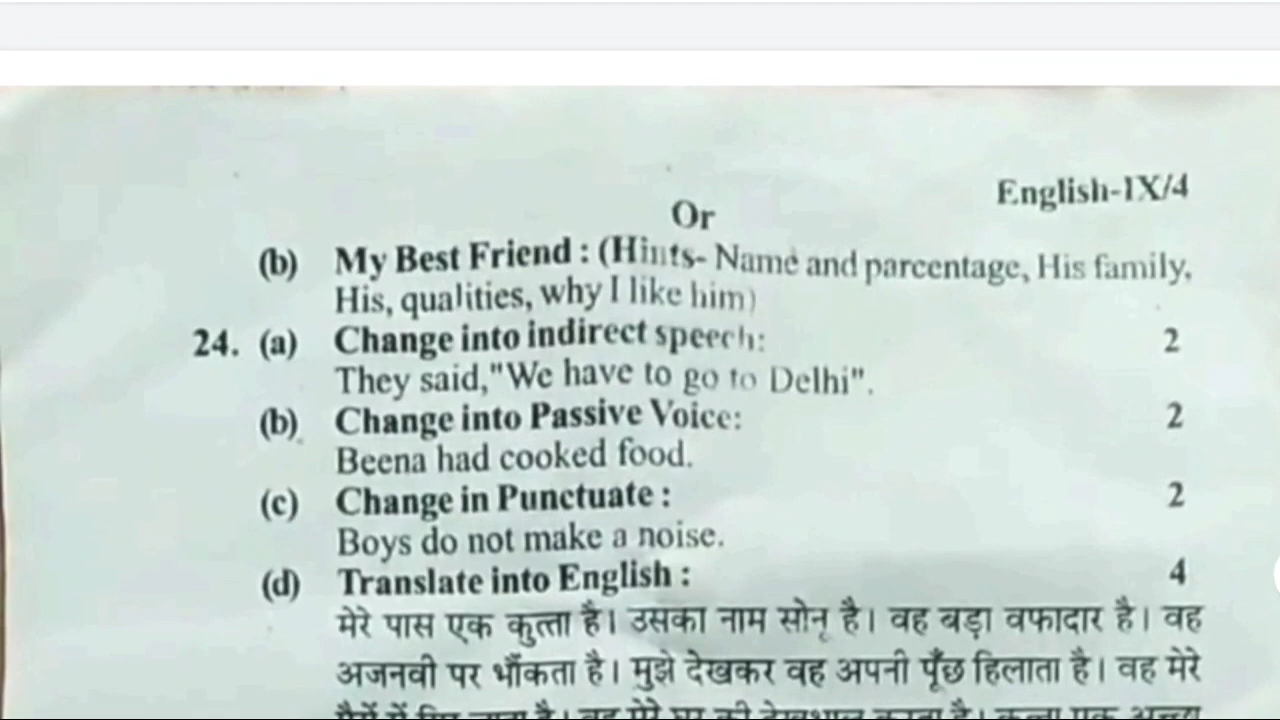 English-IX/4
Or
(b) My Best Friend : (Hints- Name and parcentage, His family,
His, qualities, why I like him)
24. (a) Change into indirect speech: 2
They said,"We have to go to Delhi".
(b) Change into Passive Voice: 2
Beena had cooked food.
(c) Change in Punctuate : 2
Boys do not make a noise.
(d) Translate into English : 4
मेरे पास एक कुत्ता है। उसका नाम सोनू है। वह बड़ा वफादार है। वह
अजनवी पर भौंकता है। मुझे देखकर वह अपनी पूँछ हिलाता है। वह मेरे